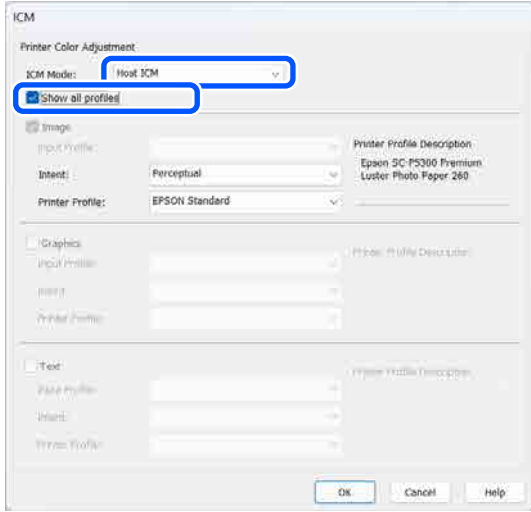 ICM
Printer Color Adjustment
ICM Mode: Host ICM
Show all profiles
Image
Input Profile:
Printer Profile Description
Intent: Perceptual
Epson SC-P5300 Premium
Luster Photo Paper 260
Printer Profile: EPSON Standard
Graphics
Input Profile:
Printer Profile Description
Intent:
Printer Profile:
Text
Input Profile:
Printer Profile Description
Intent:
Printer Profile:
OK Cancel Help